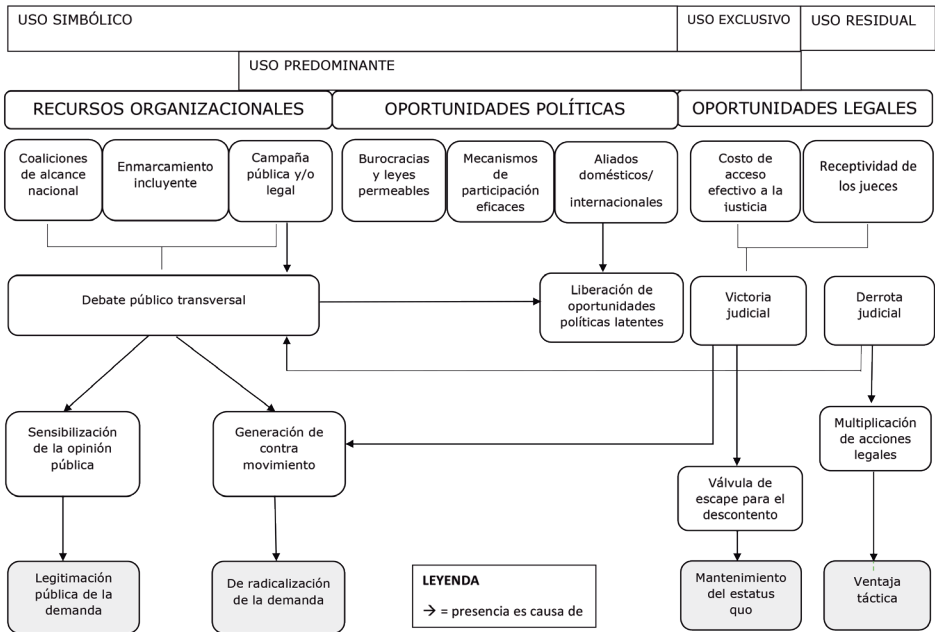 USO SIMBÓLICO
USO EXCLUSIVO
USO RESIDUAL
USO PREDOMINANTE
RECURSOS ORGANIZACIONALES
OPORTUNIDADES POLÍTICAS
OPORTUNIDADES LEGALES
Coaliciones
de alcance
nacional
Enmarcamiento
incluyente
Campaña
pública y/o
legal
Burocracias
y leyes
permeables
Mecanismos
de
participación
eficaces
Aliados
domésticos/
internacionales
Costo de
acceso
efectivo a la
justicia
Receptividad de
los jueces
Debate público transversal
Liberación de
oportunidades
políticas latentes
Victoria
judicial
Derrota
judicial
Sensibilización
de la opinión
pública
Generación de
contra
movimiento
Multiplicación
de acciones
legales
Válvula de
escape para el
descontento
Legitimación
pública de la
demanda
De radicalización
de la demanda
LEYENDA
→ = presencia es causa de
Mantenimiento
del estatus
quo
Ventaja
táctica